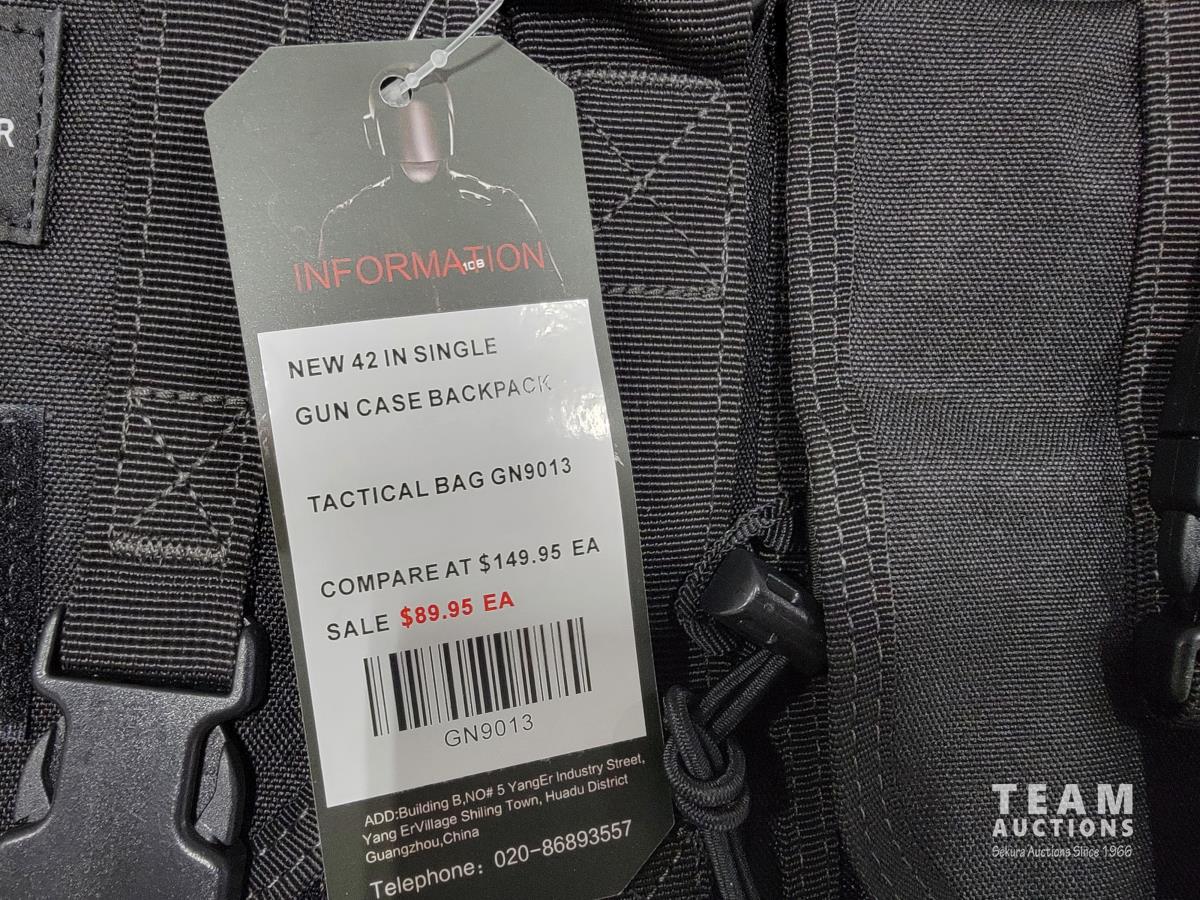 R
INFORMATION
10B
NEW 42 IN SINGLE
GUN CASE BACKPACK
TACTICAL BAG GN9013
COMPARE AT $149.95 EA
SALE $89.95 EA
GN9013
ADD:Building B,NO# 5 YangEr Industry Street,
Yang ErVillage Shiling Town, Huadu District
Guangzhou,China
Telephone: 020-86893557
TEAM
AUCTIONS
Sekura Auctions Since 1966